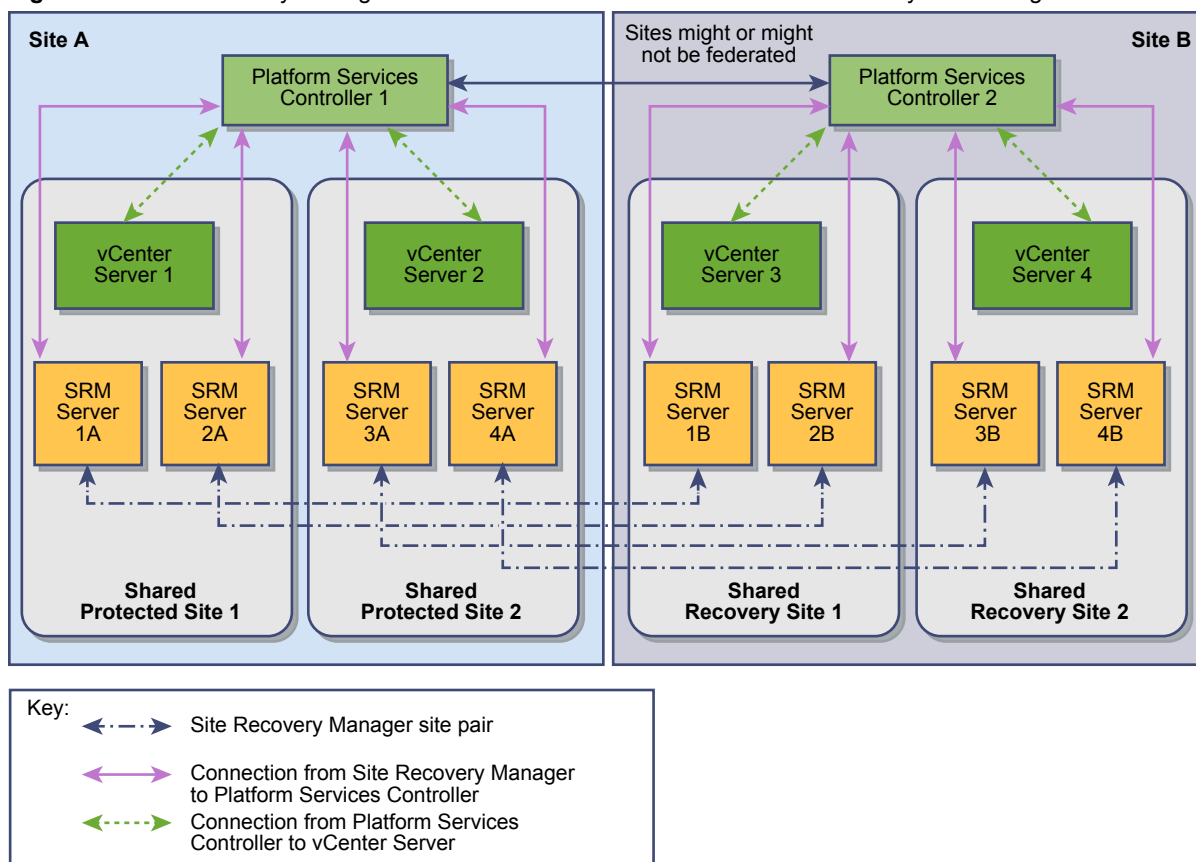 Site A
Sites might or might
not be federated
Site B
Platform Services
Controller 1
Platform Services
Controller 2
vCenter
Server 1
vCenter
Server 2
vCenter
Server 3
vCenter
Server 4
SRM
Server
1A
SRM
Server
2A
SRM
Server
3A
SRM
Server
4A
SRM
Server
1B
SRM
Server
2B
SRM
Server
3B
SRM
Server
4B
Shared
Protected Site 1
Shared
Protected Site 2
Shared
Recovery Site 1
Shared
Recovery Site 2
Key:
Site Recovery Manager site pair
Connection from Site Recovery Manager
to Platform Services Controller
Connection from Platform Services
Controller to vCenter Server